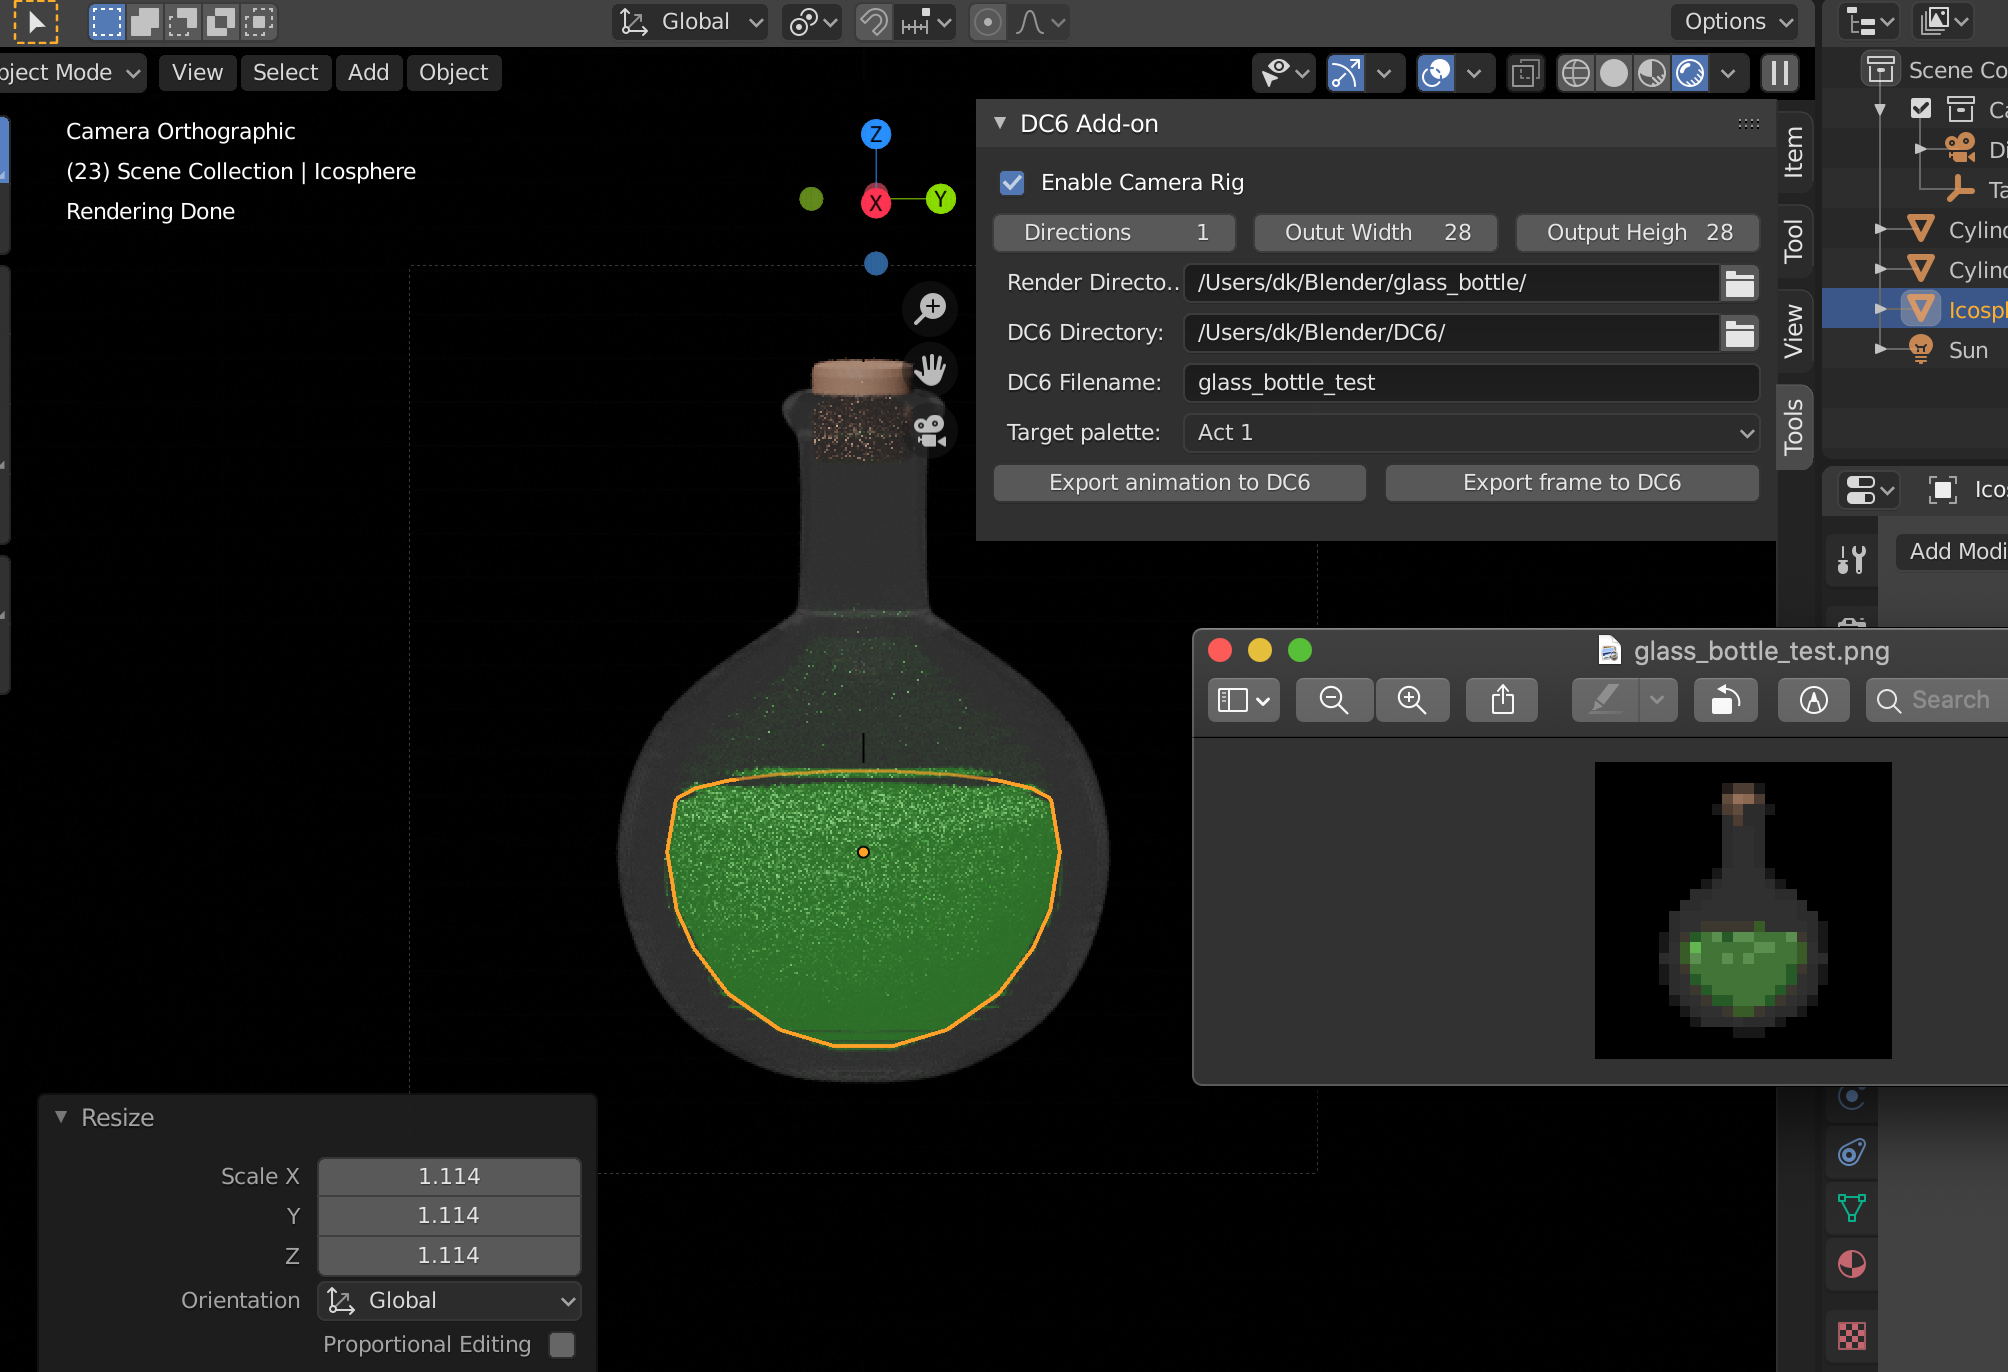 Global
Options
bject Mode
View
Select
Add
Object
Scene Co
Camera Orthographic
(23) Scene Collection | Icosphere
Rendering Done
Z
Y
X
DC6 Add-on
Enable Camera Rig
Directions 1
Outut Width 28
Output Heigh 28
Render Directo.. /Users/dk/Blender/glass_bottle/
DC6 Directory: /Users/dk/Blender/DC6/
DC6 Filename: glass_bottle_test
Target palette: Act 1
Export animation to DC6
Export frame to DC6
Item
Tool
View
Tools
Ca
Di
Ta
Cylind
Cylind
Icosph
Sun
Ico
Add Modi
glass_bottle_test.png
Search
Resize
Scale X 1.114
Y 1.114
Z 1.114
Orientation Global
Proportional Editing